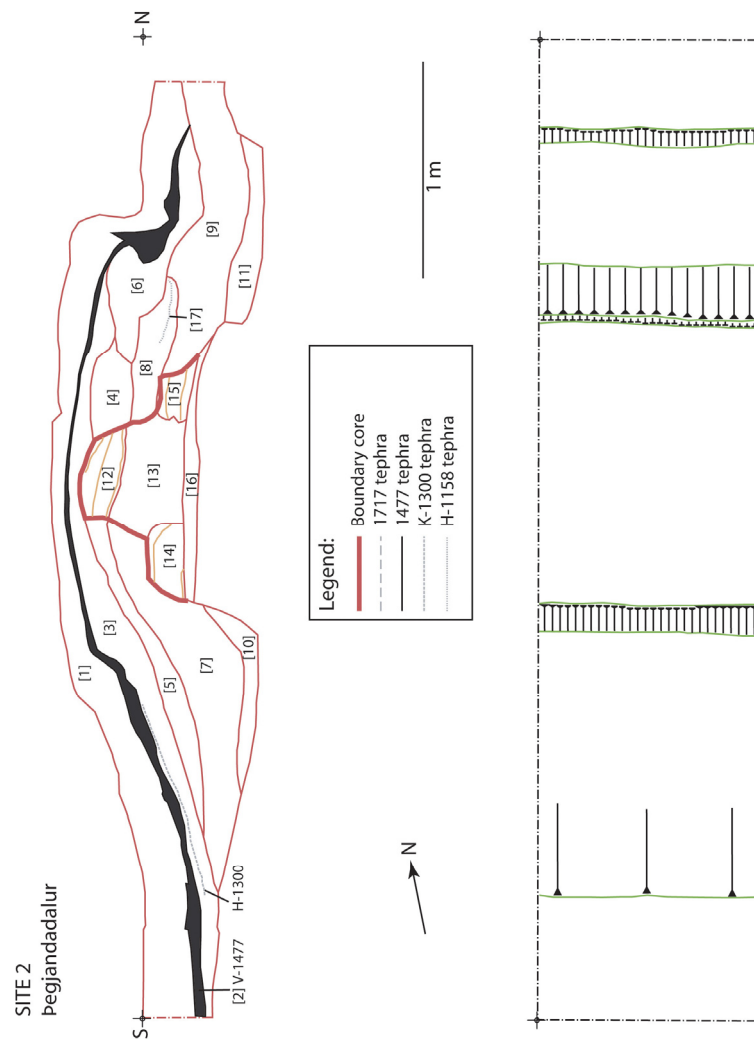 SITE 2
Þegjandadalur
S
N
[1]
[2] V-1477
H-1300
[3]
[4]
[5]
[6]
[7]
[8]
[9]
[10]
[11]
[12]
[13]
[14]
[15]
[16]
[17]
1 m
Legend:
Boundary core
1717 tephra
1477 tephra
K-1300 tephra
H-1158 tephra
N